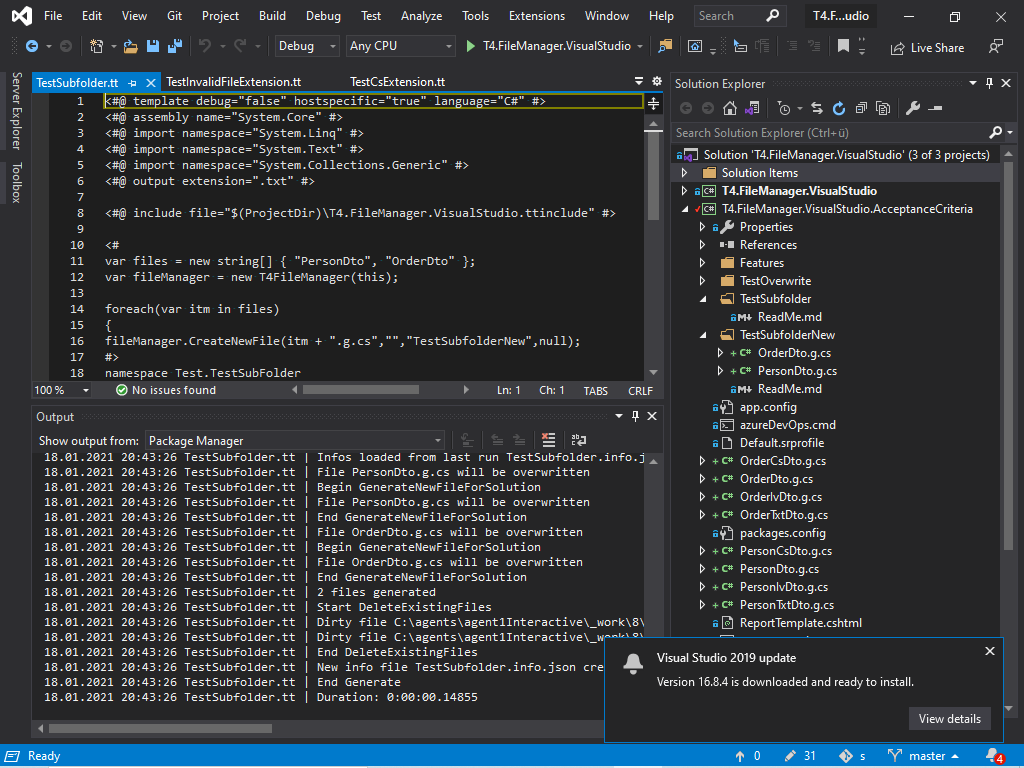 File Edit View Git Project Build Debug Test Analyze Tools Extensions Window Help Search T4.F...udio
Debug Any CPU T4.FileManager.VisualStudio Live Share
Server Explorer
Toolbox
TestSubfolder.tt TestInvalidFileExtension.tt TestCsExtension.tt
1 <#@ template debug="false" hostspecific="true" language="C#" #>
2 <#@ assembly name="System.Core" #>
3 <#@ import namespace="System.Linq" #>
4 <#@ import namespace="System.Text" #>
5 <#@ import namespace="System.Collections.Generic" #>
6 <#@ output extension=".txt" #>
7
8 <#@ include file="$(ProjectDir)\T4.FileManager.VisualStudio.ttinclude" #>
9
10 <#
11 var files = new string[] { "PersonDto", "OrderDto" };
12 var fileManager = new T4FileManager(this);
13
14 foreach(var itm in files)
15 {
16 fileManager.CreateNewFile(itm + ".g.cs","","TestSubfolderNew",null);
17 #>
18 namespace Test.TestSubFolder
100 % No issues found Ln: 1 Ch: 1 TABS CRLF
Output
Show output from: Package Manager
18.01.2021 20:43:26 TestSubfolder.tt | Infos loaded from last run TestSubfolder.info.j
18.01.2021 20:43:26 TestSubfolder.tt | File PersonDto.g.cs will be overwritten
18.01.2021 20:43:26 TestSubfolder.tt | Begin GenerateNewFileForSolution
18.01.2021 20:43:26 TestSubfolder.tt | File PersonDto.g.cs will be overwritten
18.01.2021 20:43:26 TestSubfolder.tt | End GenerateNewFileForSolution
18.01.2021 20:43:26 TestSubfolder.tt | File OrderDto.g.cs will be overwritten
18.01.2021 20:43:26 TestSubfolder.tt | Begin GenerateNewFileForSolution
18.01.2021 20:43:26 TestSubfolder.tt | File OrderDto.g.cs will be overwritten
18.01.2021 20:43:26 TestSubfolder.tt | End GenerateNewFileForSolution
18.01.2021 20:43:26 TestSubfolder.tt | 2 files generated
18.01.2021 20:43:26 TestSubfolder.tt | Start DeleteExistingFiles
18.01.2021 20:43:26 TestSubfolder.tt | Dirty file C:\agents\agent1Interactive\_work\8\
18.01.2021 20:43:26 TestSubfolder.tt | Dirty file C:\agents\agent1Interactive\_work\8\
18.01.2021 20:43:26 TestSubfolder.tt | End DeleteExistingFiles
18.01.2021 20:43:26 TestSubfolder.tt | New info file TestSubfolder.info.json cre
18.01.2021 20:43:26 TestSubfolder.tt | End Generate
18.01.2021 20:43:26 TestSubfolder.tt | Duration: 0:00:00.14855
Solution Explorer
Search Solution Explorer (Ctrl+ü)
Solution 'T4.FileManager.VisualStudio' (3 of 3 projects)
Solution Items
C# T4.FileManager.VisualStudio
C# T4.FileManager.VisualStudio.AcceptanceCriteria
Properties
References
Features
TestOverwrite
TestSubfolder
M↓ ReadMe.md
TestSubfolderNew
+ C# OrderDto.g.cs
+ C# PersonDto.g.cs
M↓ ReadMe.md
app.config
azureDevOps.cmd
Default.srprofile
+ C# OrderCsDto.g.cs
+ C# OrderDto.g.cs
+ C# OrderIvDto.g.cs
+ C# OrderTxtDto.g.cs
packages.config
+ C# PersonCsDto.g.cs
+ C# PersonDto.g.cs
+ C# PersonIvDto.g.cs
+ C# PersonTxtDto.g.cs
ReportTemplate.cshtml
Visual Studio 2019 update
Version 16.8.4 is downloaded and ready to install.
View details
Ready 0 31 s master 4